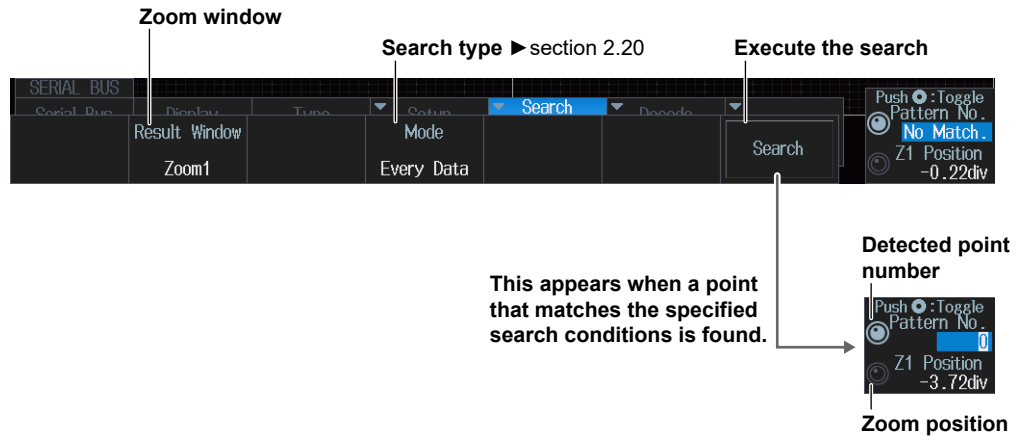 Zoom window
Search type ►section 2.20
Execute the search
SERIAL BUS
Serial Bus Display Type Setup Search Decode
Result Window
Zoom1
Mode
Every Data
Search
Push :Toggle
Pattern No.
No Match.
Z1 Position
-0.22div
Detected point
number
This appears when a point
that matches the specified
search conditions is found.
Push :Toggle
Pattern No.
0
Z1 Position
-3.72div
Zoom position